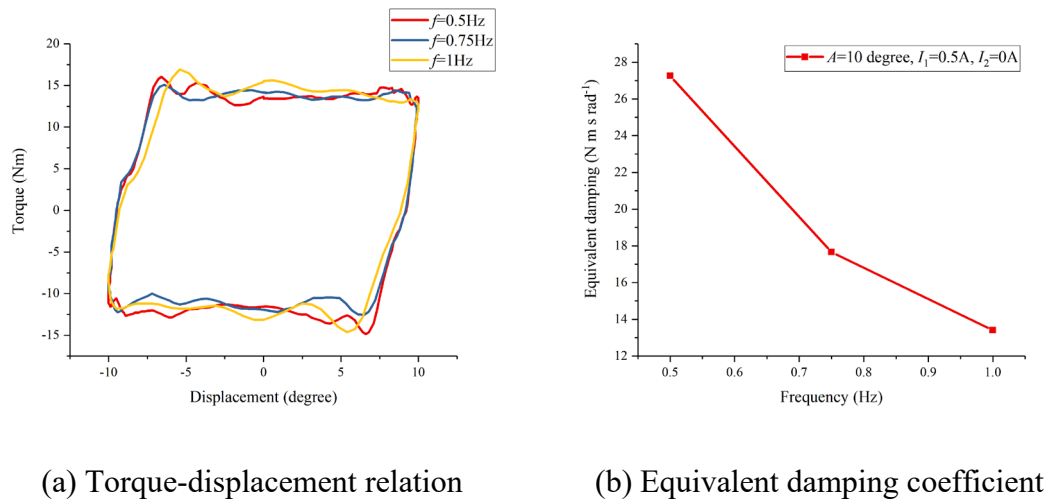 f=0.5Hz
f=0.75Hz
f=1Hz
20
15
10
5
0
-5
-10
-15
Torque (Nm)
-10
-5
0
5
10
Displacement (degree)
A=10 degree, I₁=0.5A, I₂=0A
28
26
24
22
20
18
16
14
12
Equivalent damping (N m s rad⁻¹)
0.5
0.6
0.7
0.8
0.9
1.0
Frequency (Hz)
(a) Torque-displacement relation
(b) Equivalent damping coefficient